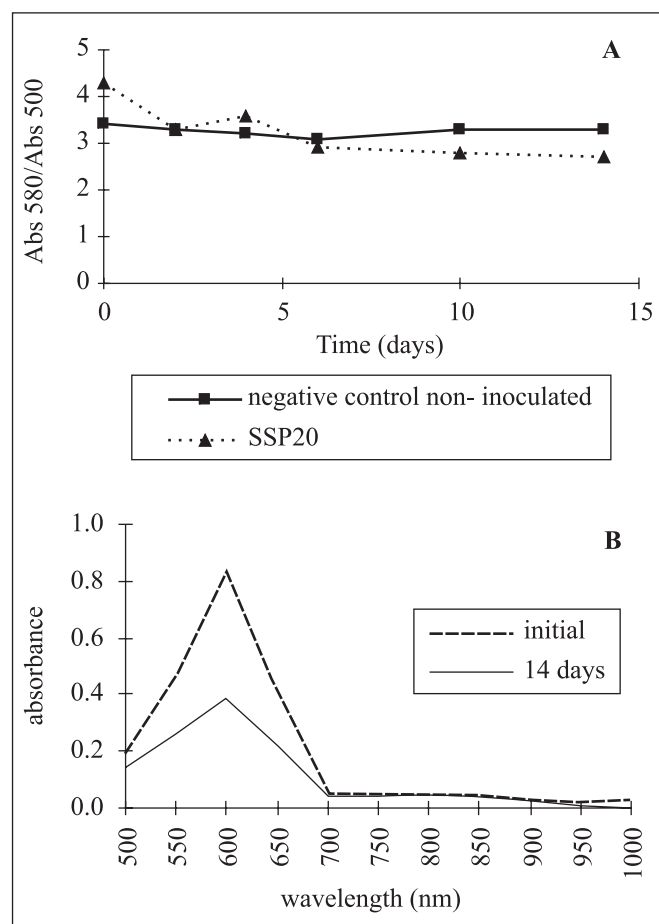 A
Abs 580/Abs 500
5
4
3
2
1
0
0 5 10 15
Time (days)
negative control non- inoculated
SSP20
B
absorbance
1.0
0.8
0.6
0.4
0.2
0.0
initial
14 days
500 550 600 650 700 750 800 850 900 950 1000
wavelength (nm)